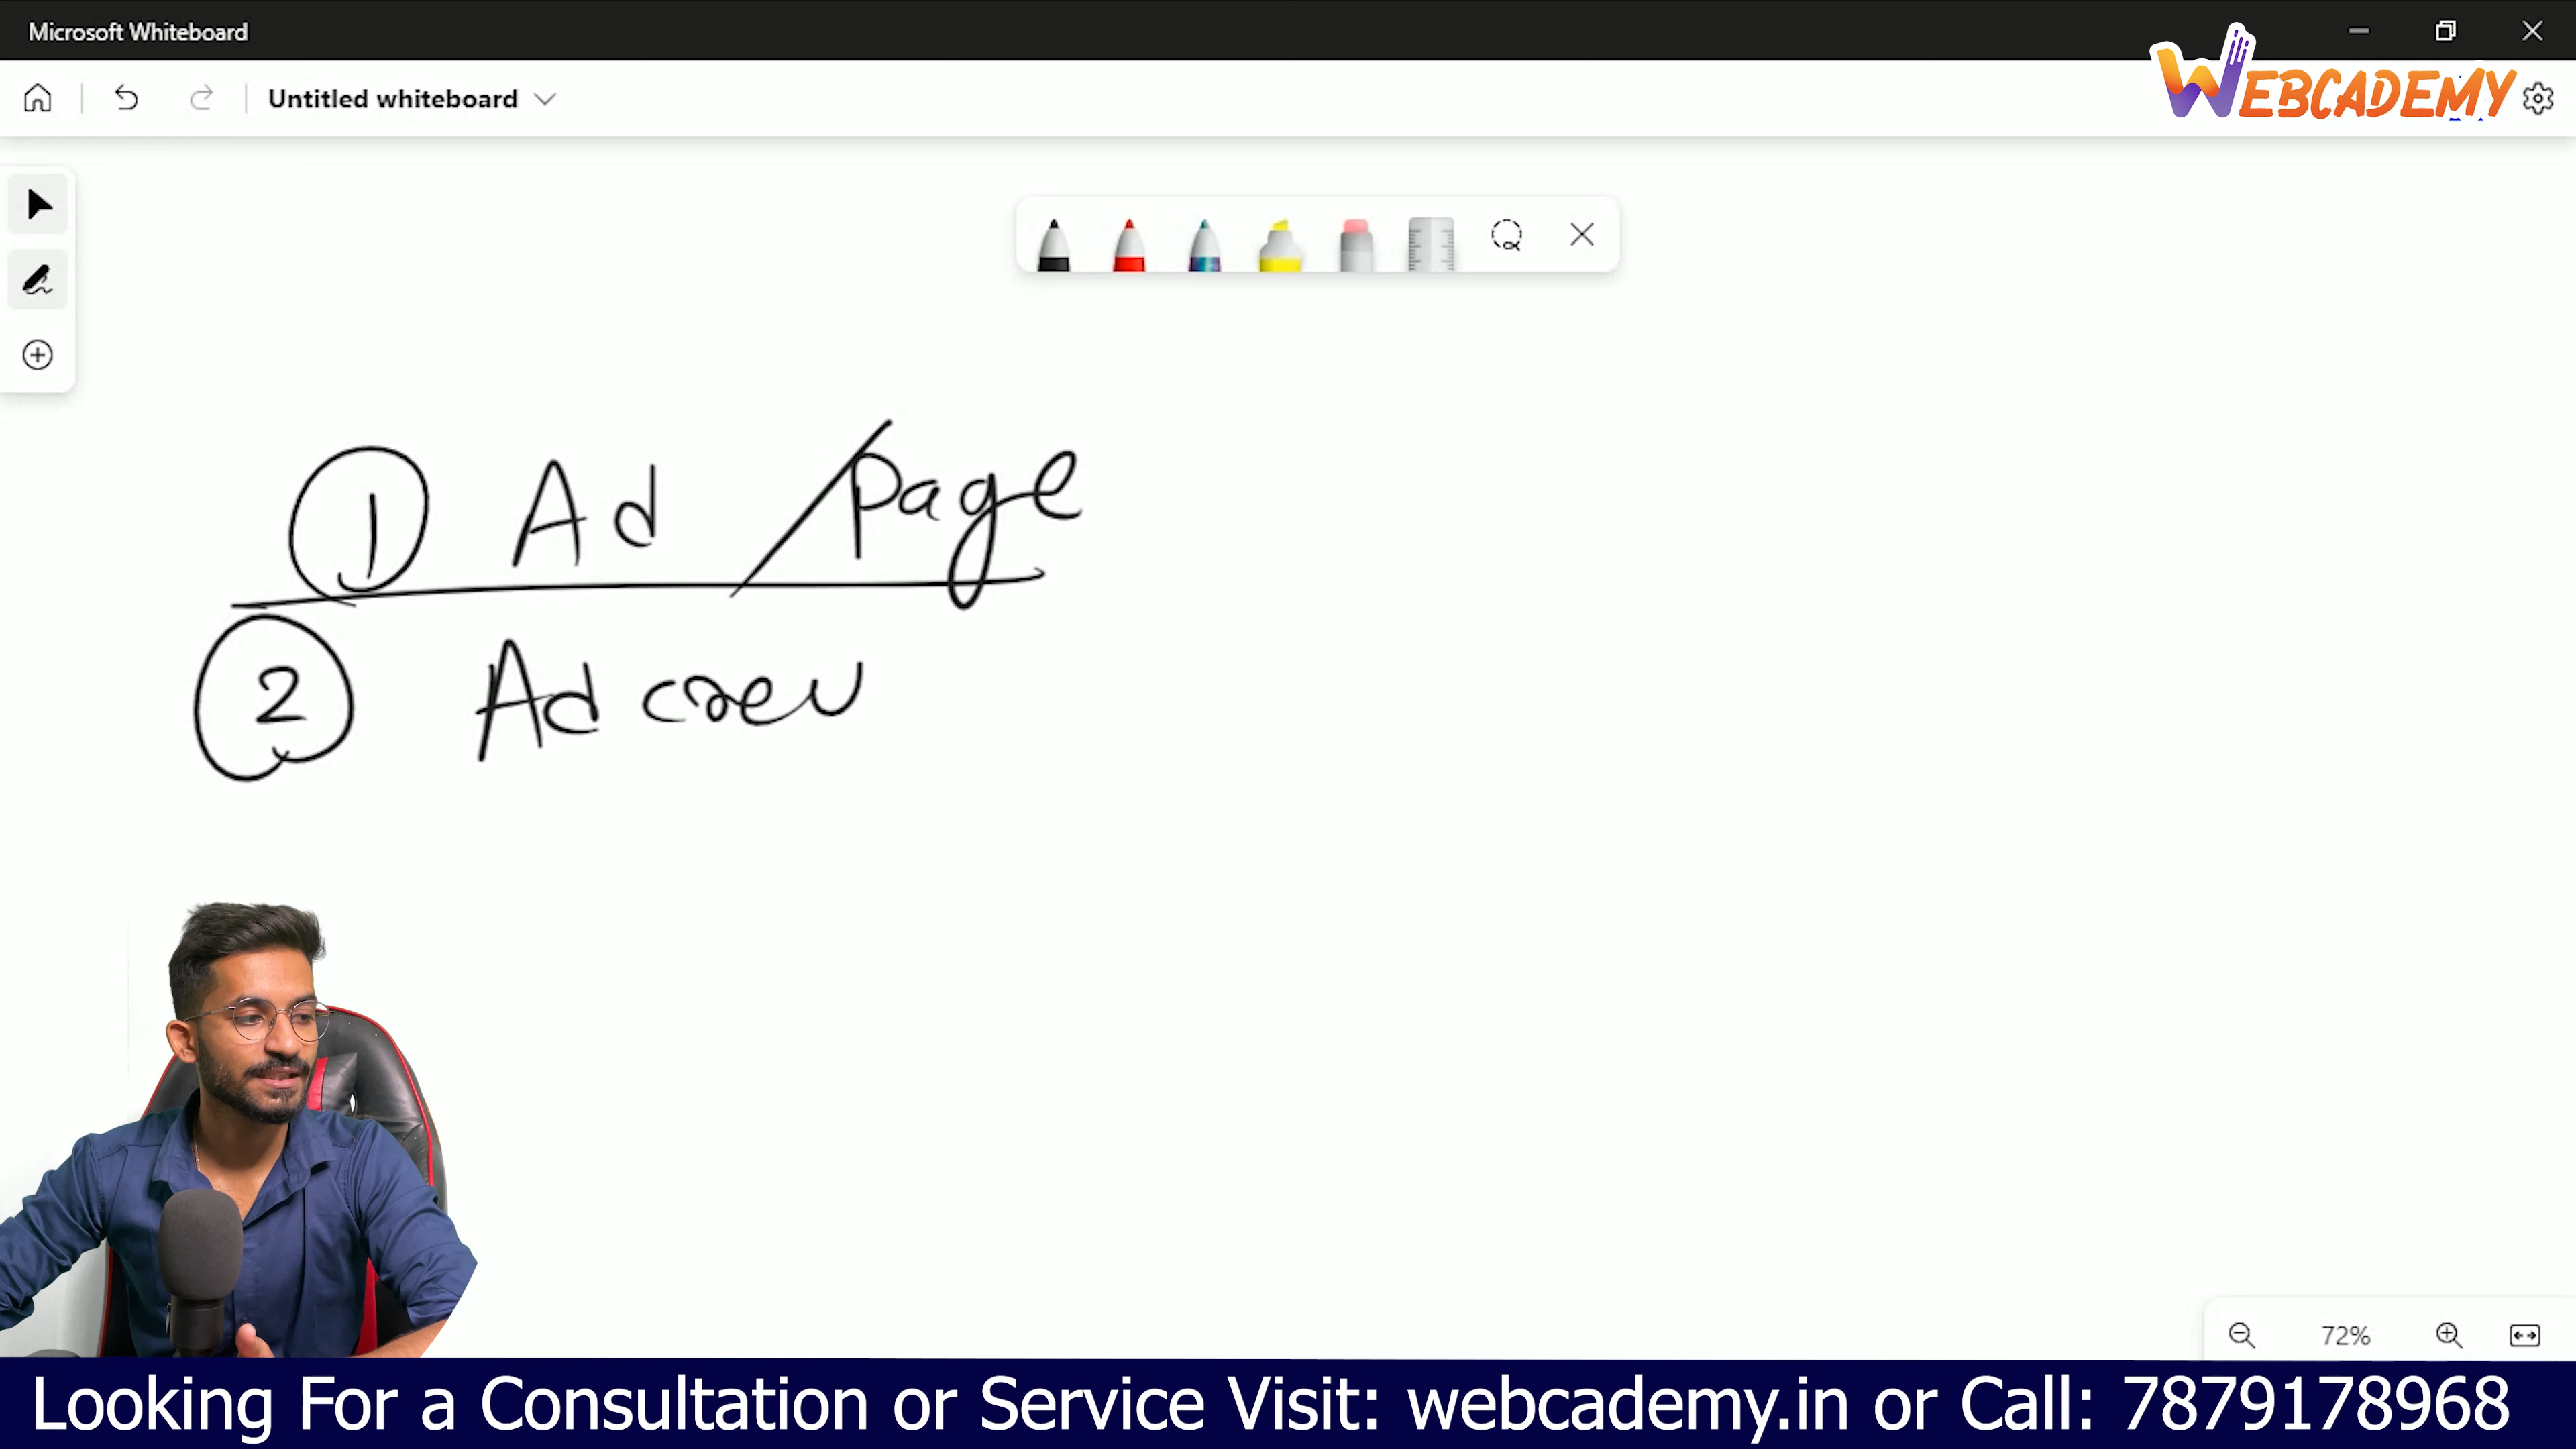 Microsoft Whiteboard
WEBCADEMY
Untitled whiteboard
1 Ad / Page
2 Ad creu
72%
Looking For a Consultation or Service Visit: webcademy.in or Call: 7879178968